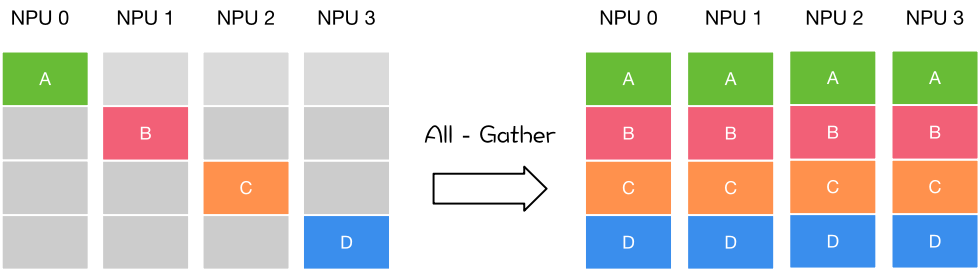 NPU 0 NPU 1 NPU 2 NPU 3 NPU 0 NPU 1 NPU 2 NPU 3
A A A A A
B B B B B
All - Gather
C C C C C
D D D D D